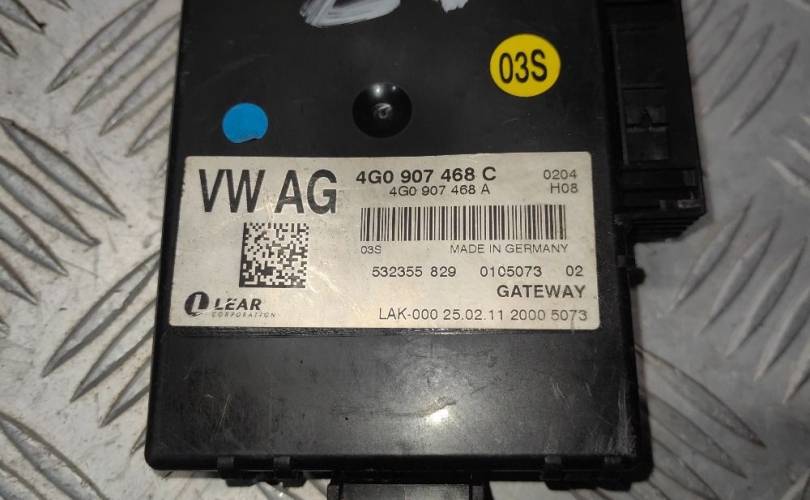 03S
VW AG
4G0 907 468 C 0204
4G0 907 468 A H08
03S MADE IN GERMANY
532355 829 0105073 02
GATEWAY
LEAR
CORPORATION
LAK-000 25.02.11 2000 5073